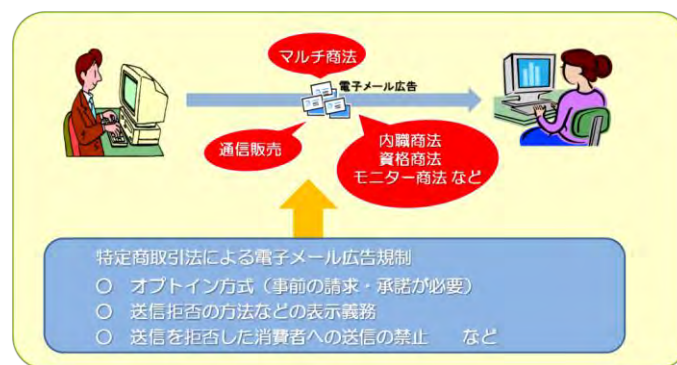 マルチ商法
電子メール広告
通信販売
内職商法
資格商法
モニター商法 など
特定商取引法による電子メール広告規制
○ オプトイン方式（事前の請求・承諾が必要）
○ 送信拒否の方法などの表示義務
○ 送信を拒否した消費者への送信の禁止 など